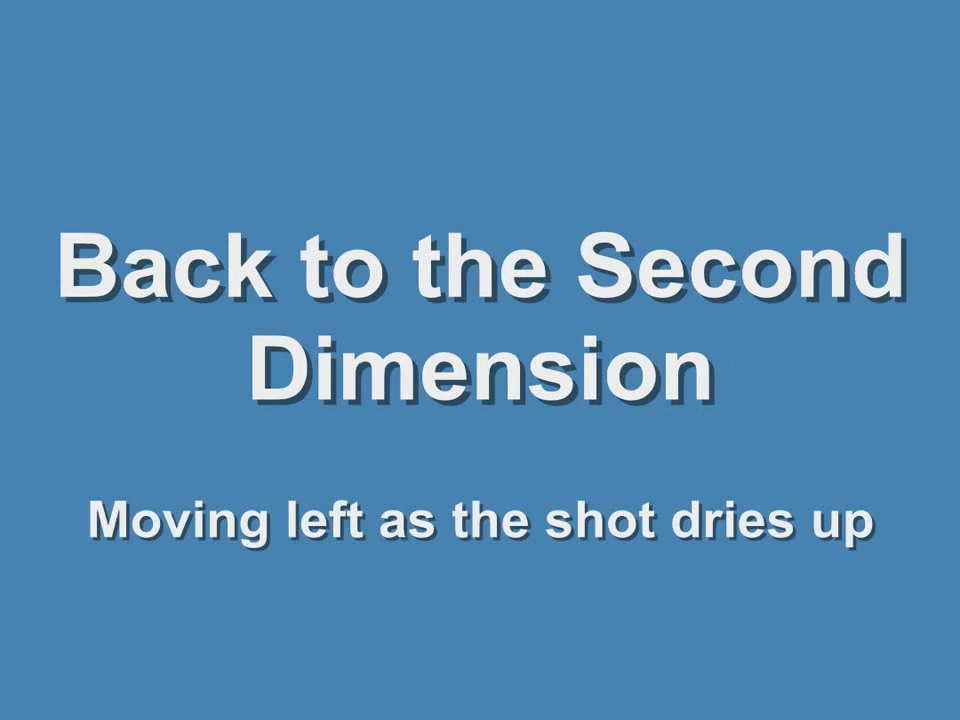 Back to the Second
Dimension
Moving left as the shot dries up